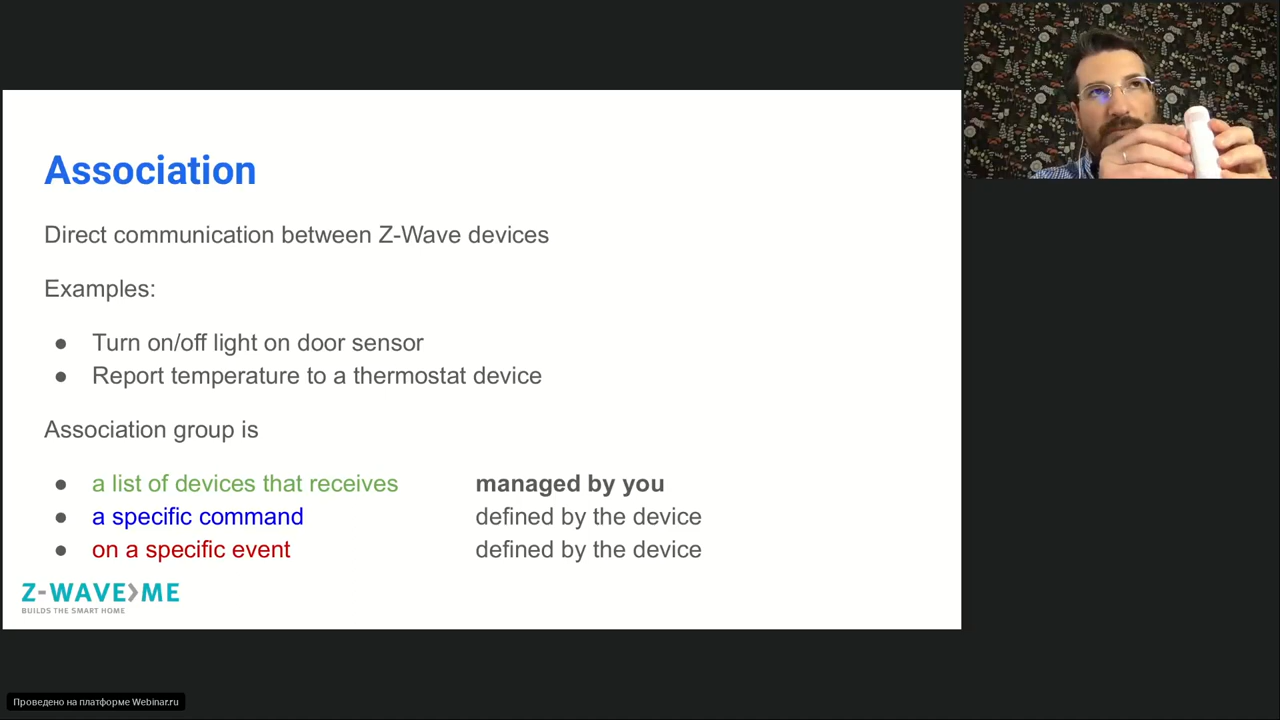 Association
Direct communication between Z-Wave devices
Examples:
● Turn on/off light on door sensor
● Report temperature to a thermostat device
Association group is
● a list of devices that receives managed by you
● a specific command defined by the device
● on a specific event defined by the device
Z-WAVE>ME
BUILDS THE SMART HOME
Проведено на платформе Webinar.ru